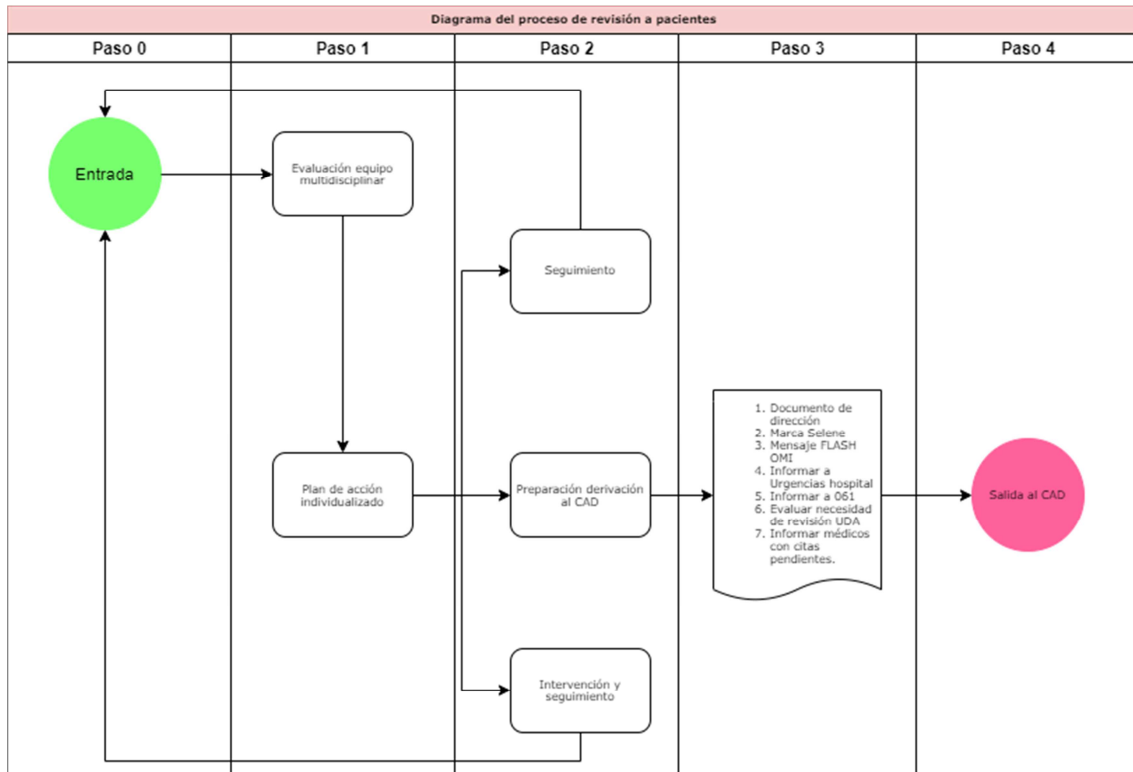 Diagrama del proceso de revisión a pacientes
Paso 0
Paso 1
Paso 2
Paso 3
Paso 4
Entrada
Evaluación equipo
multidisciplinar
Seguimiento
Plan de acción
individualizado
Preparación derivación
al CAD
1. Documento de
dirección
2. Marca Selene
3. Mensaje FLASH
OMI
4. Informar a
Urgencias hospital
5. Informar a 061
6. Evaluar necesidad
de revisión UDA
7. Informar médicos
con citas
pendientes.
Salida al CAD
Intervención y
seguimiento